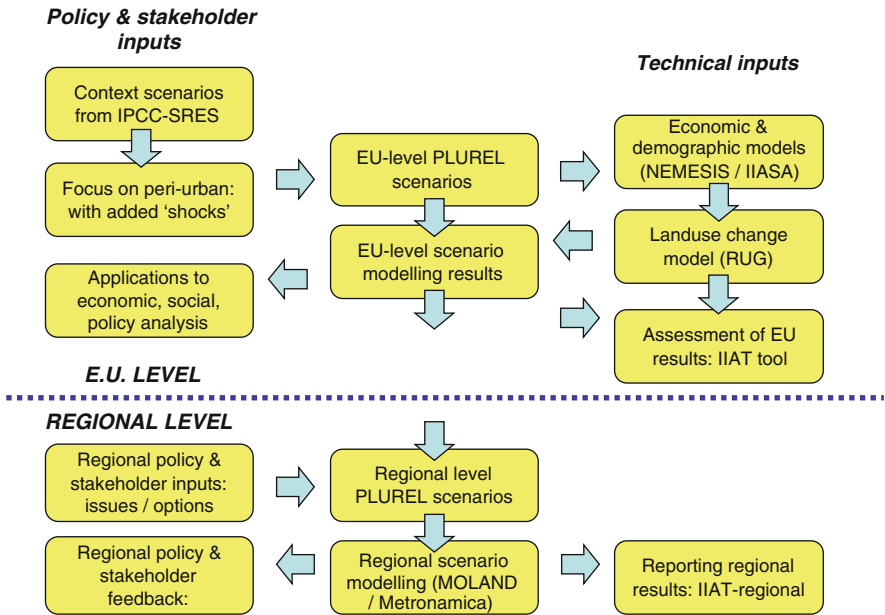 Policy & stakeholder
inputs
Technical inputs
Context scenarios
from IPCC-SRES
Focus on peri-urban:
with added ‘shocks’
Applications to
economic, social,
policy analysis
EU-level PLUREL
scenarios
EU-level scenario
modelling results
Economic &
demographic models
(NEMESIS / IIASA)
Landuse change
model (RUG)
Assessment of EU
results: IIAT tool
E.U. LEVEL
REGIONAL LEVEL
Regional policy &
stakeholder inputs:
issues / options
Regional level
PLUREL scenarios
Regional policy &
stakeholder
feedback:
Regional scenario
modelling (MOLAND
/ Metronamica)
Reporting regional
results: IIAT-regional